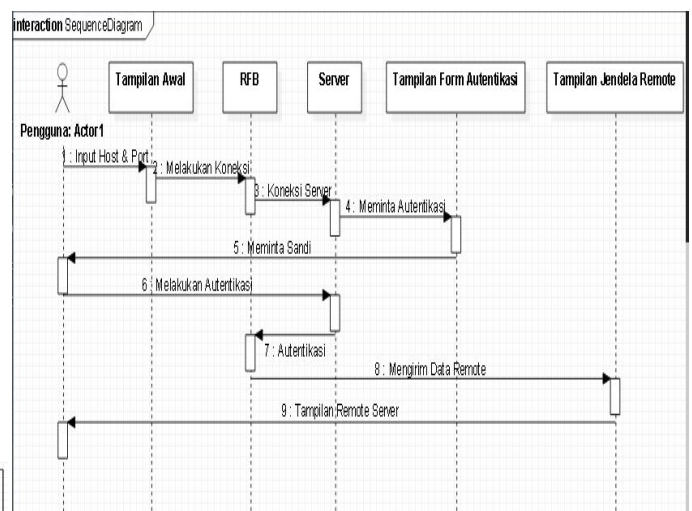 interaction SequenceDiagram
Tampilan Awal
RFB
Server
Tampilan Form Autentikasi
Tampilan Jendela Remote
Pengguna: Actor1
1 : Input Host & Port
2 : Melakukan Koneksi
3 : Koneksi Server
4 : Meminta Autentikasi
5 : Meminta Sandi
6 : Melakukan Autentikasi
7 : Autentikasi
8 : Mengirim Data Remote
9 : Tampilan Remote Server